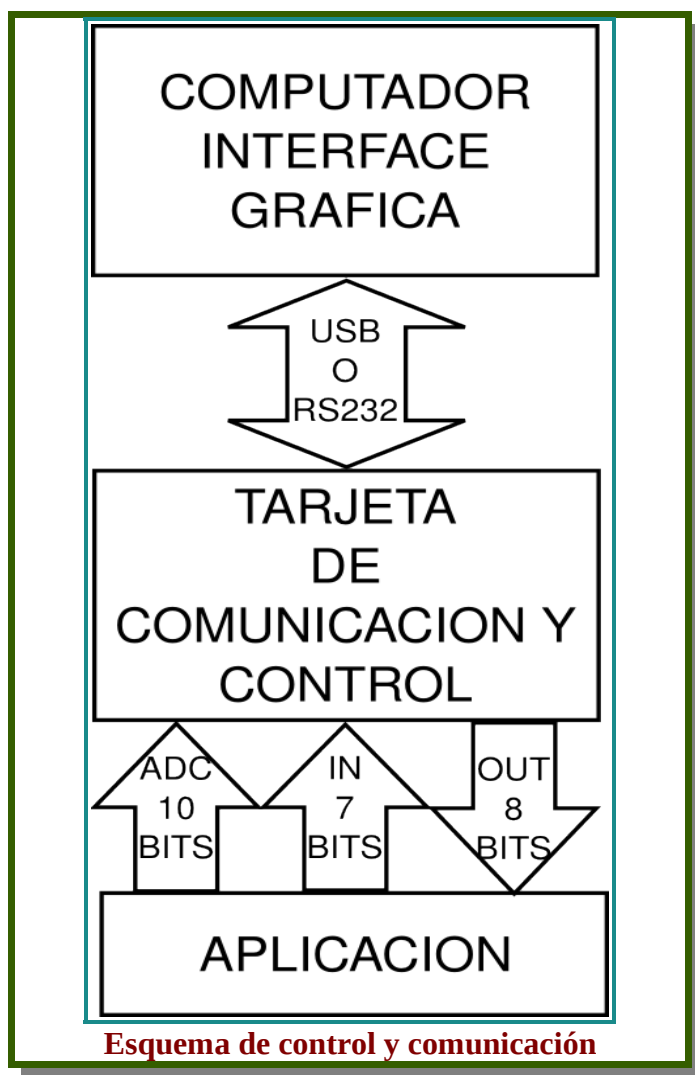 COMPUTADOR
INTERFACE
GRAFICA
USB
O
RS232
TARJETA
DE
COMUNICACION Y
CONTROL
ADC
10
BITS
IN
7
BITS
OUT
8
BITS
APLICACION
Esquema de control y comunicación